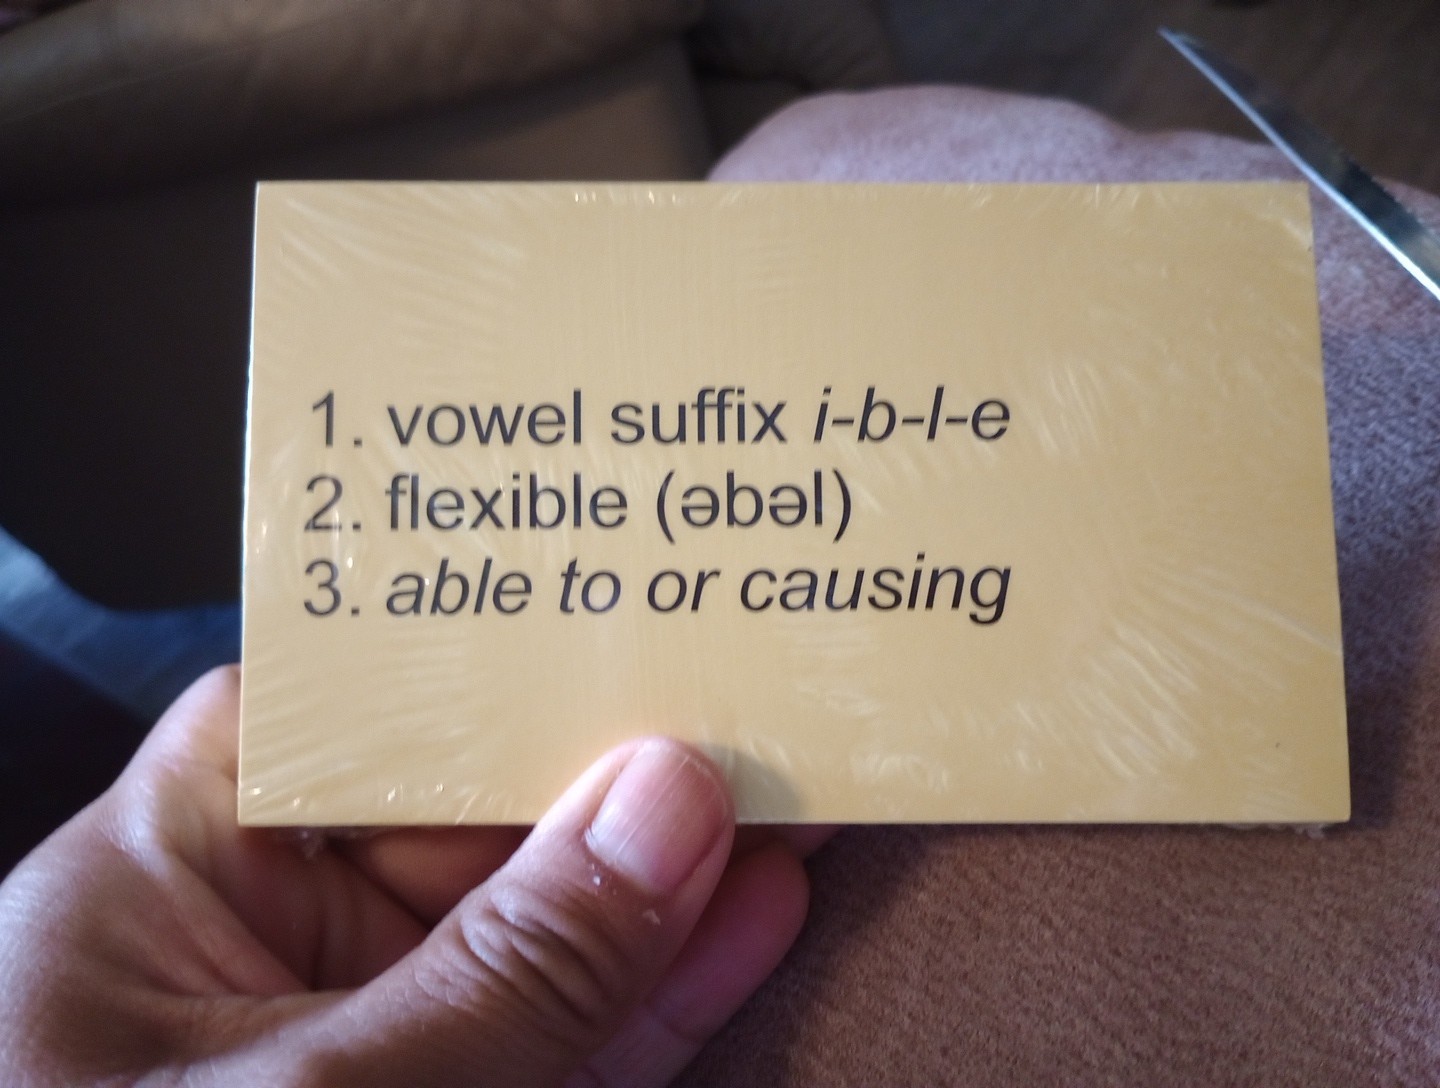 1. vowel suffix i-b-l-e
2. flexible (əbəl)
3. able to or causing